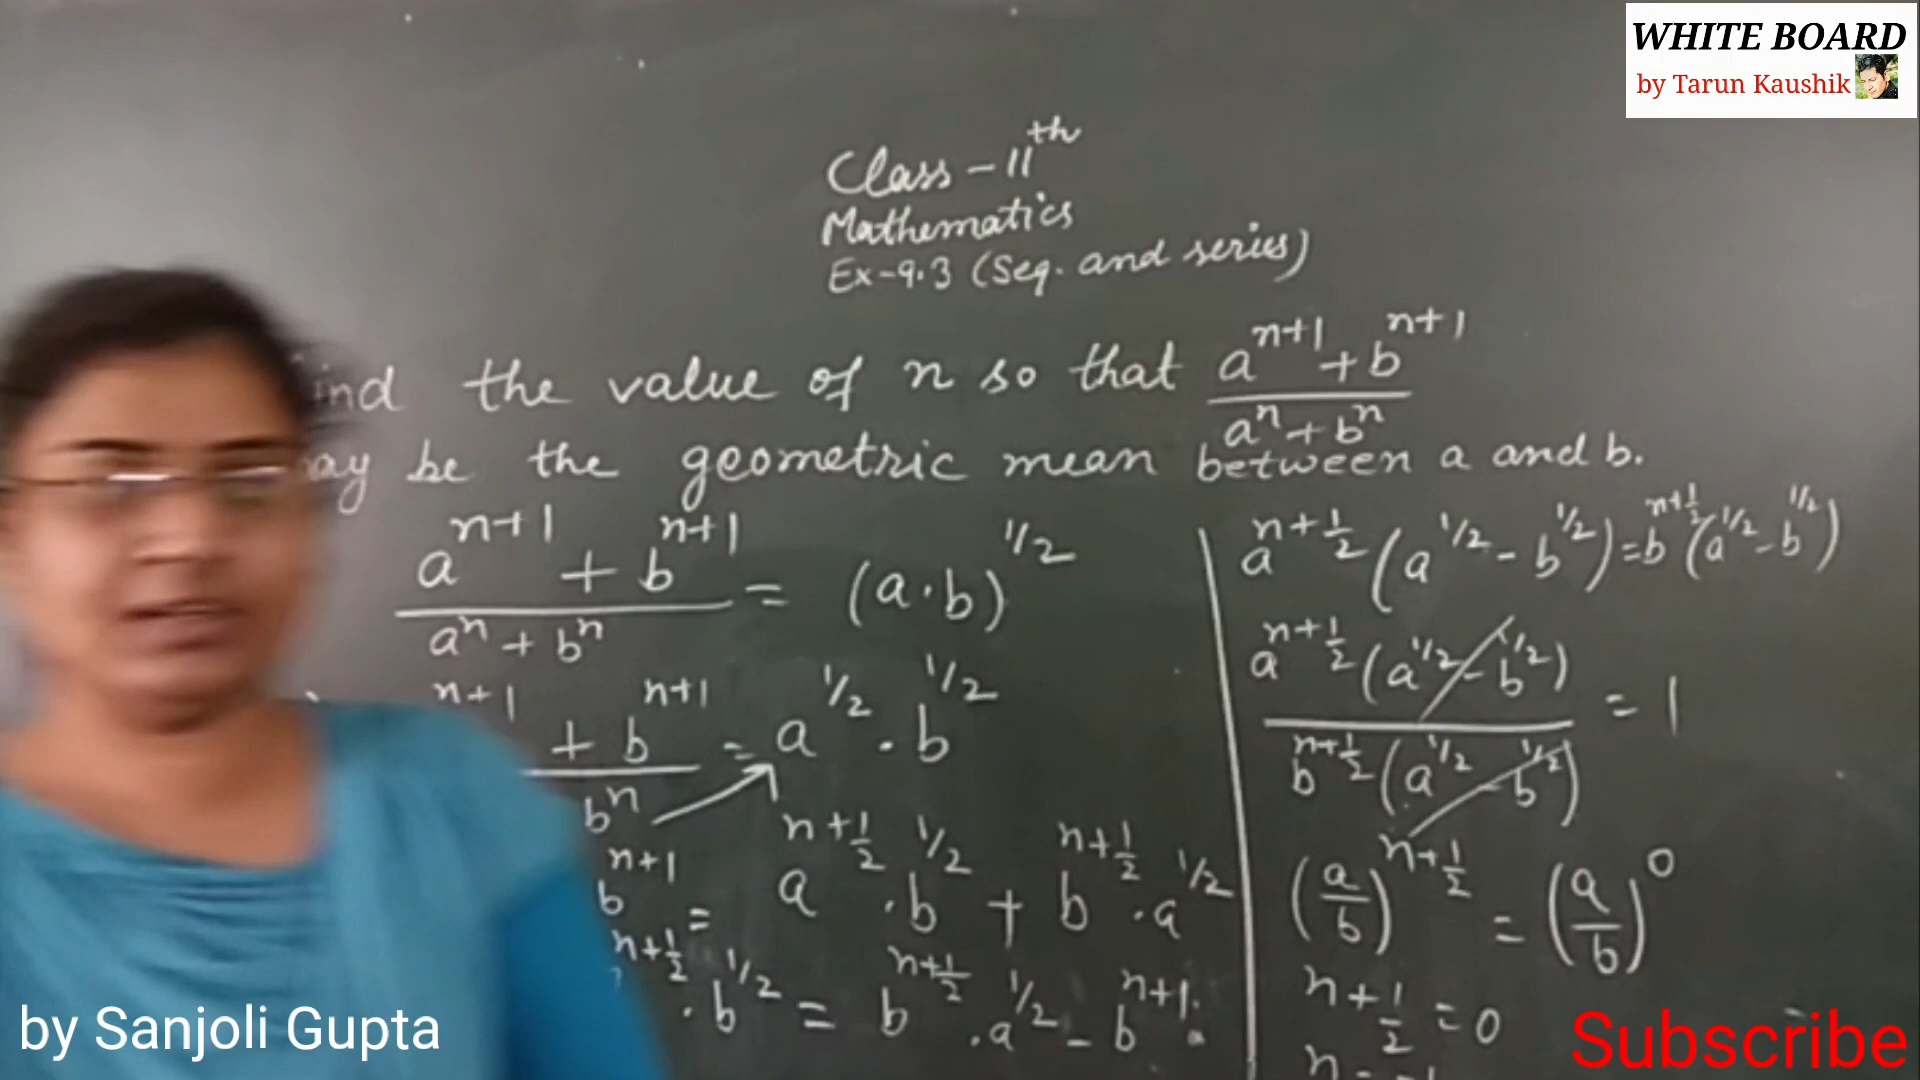 WHITE BOARD
by Tarun Kaushik
Class - 11th
Mathematics
Ex-9.3 (Seq. and series)
the value of n so that a^(n+1) + b^(n+1) / a^n + b^n
be the geometric mean between a and b.
a^(n+1) + b^(n+1) / a^n + b^n = (a·b)^1/2
n+1 + b^(n+1) / b^n = a^1/2 · b^1/2
b^(n+1) = a^(n+1/2) · b^1/2 + b^(n+1/2) · a^1/2
n+1/2 · b^1/2 = b^(n+1/2) · a^1/2 - b^(n+1)
a^(n+1/2) (a^1/2 - b^1/2) = b^(n+1/2) (a^1/2 - b^1/2)
a^(n+1/2) (a^1/2 - b^1/2) / b^(n+1/2) (a^1/2 - b^1/2) = 1
(a/b)^(n+1/2) = (a/b)^0
n + 1/2 = 0
by Sanjoli Gupta
Subscribe